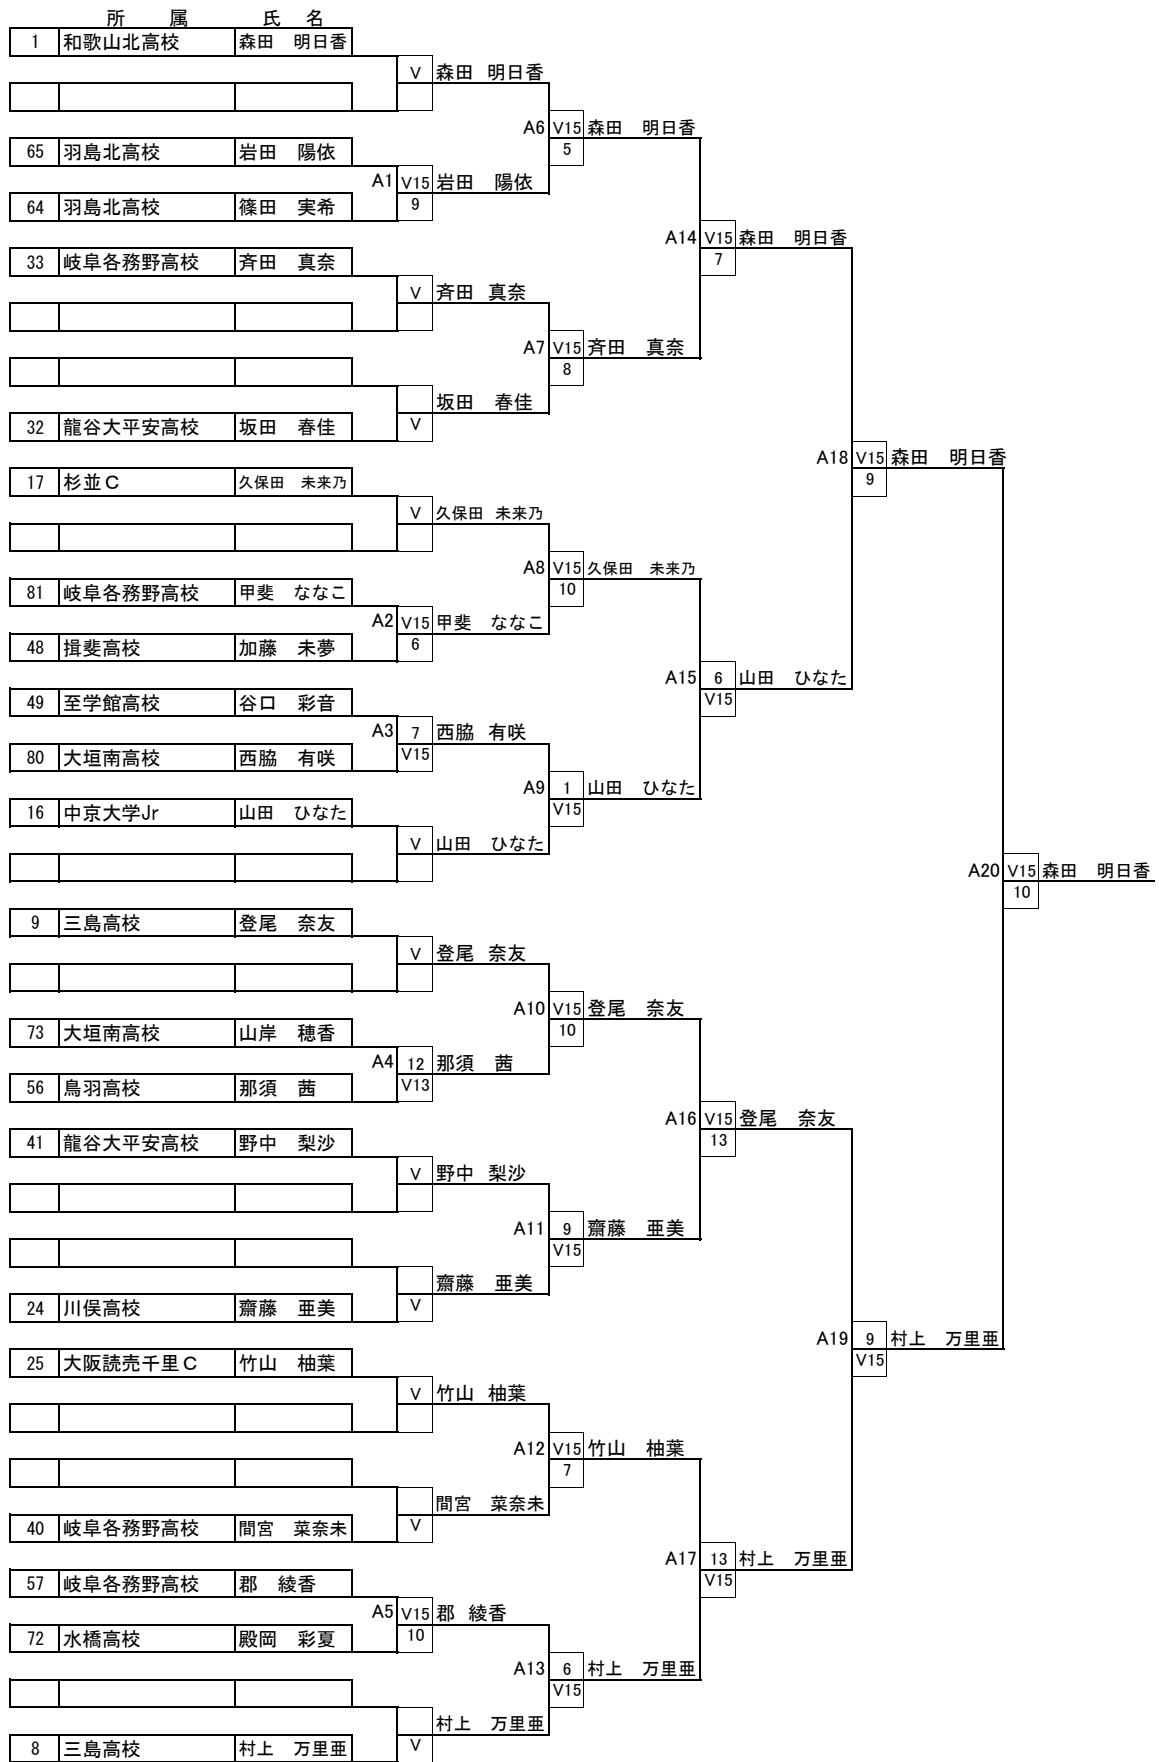 所　属　氏　名
1 和歌山北高校 森田　明日香
V 森田　明日香
A6 V15 森田　明日香
5
65 羽島北高校 岩田　陽依
A1 V15 岩田　陽依
9
64 羽島北高校 篠田　実希
A14 V15 森田　明日香
7
33 岐阜各務野高校 斉田　真奈
V 斉田　真奈
A7 V15 斉田　真奈
8
坂田　春佳
V
32 龍谷大平安高校 坂田　春佳
A18 V15 森田　明日香
9
17 杉並C 久保田　未来乃
V 久保田　未来乃
A8 V15 久保田　未来乃
10
81 岐阜各務野高校 甲斐　ななこ
A2 V15 甲斐　ななこ
6
48 揖斐高校 加藤　未夢
A15 6 山田　ひなた
V15
49 至学館高校 谷口　彩音
A3 7 西脇　有咲
V15
80 大垣南高校 西脇　有咲
A9 1 山田　ひなた
V15
16 中京大学Jr 山田　ひなた
V 山田　ひなた
A20 V15 森田　明日香
10
9 三島高校 登尾　奈友
V 登尾　奈友
A10 V15 登尾　奈友
10
73 大垣南高校 山岸　穂香
A4 12 那須　茜
V13
56 鳥羽高校 那須　茜
A16 V15 登尾　奈友
13
41 龍谷大平安高校 野中　梨沙
V 野中　梨沙
A11 9 齋藤　亜美
V15
齋藤　亜美
V
24 川俣高校 齋藤　亜美
A19 9 村上　万里亜
V15
25 大阪読売千里C 竹山　柚葉
V 竹山　柚葉
A12 V15 竹山　柚葉
7
間宮　菜奈未
V
40 岐阜各務野高校 間宮　菜奈未
A17 13 村上　万里亜
V15
57 岐阜各務野高校 郡　綾香
A5 V15 郡　綾香
10
72 水橋高校 殿岡　彩夏
A13 6 村上　万里亜
V15
村上　万里亜
V
8 三島高校 村上　万里亜